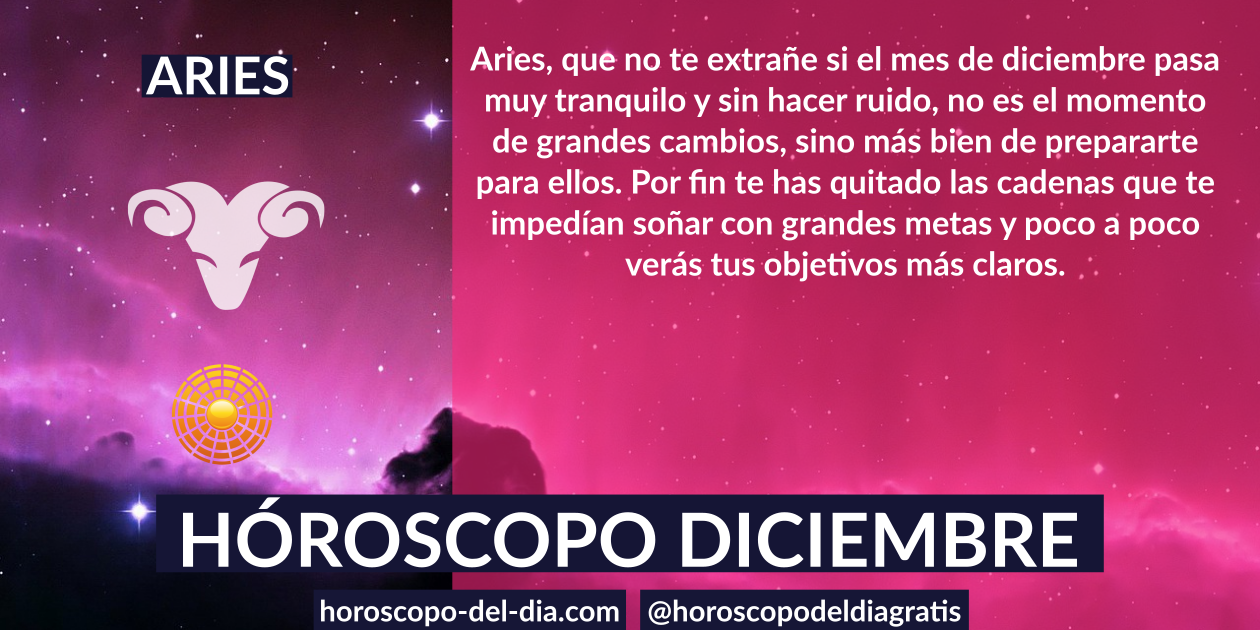 ARIES
Aries, que no te extrañe si el mes de diciembre pasa
muy tranquilo y sin hacer ruido, no es el momento
de grandes cambios, sino más bien de prepararte
para ellos. Por fin te has quitado las cadenas que te
impedían soñar con grandes metas y poco a poco
verás tus objetivos más claros.
HÓROSCOPO DICIEMBRE
horoscopo-del-dia.com
@horoscopodeldiagratis